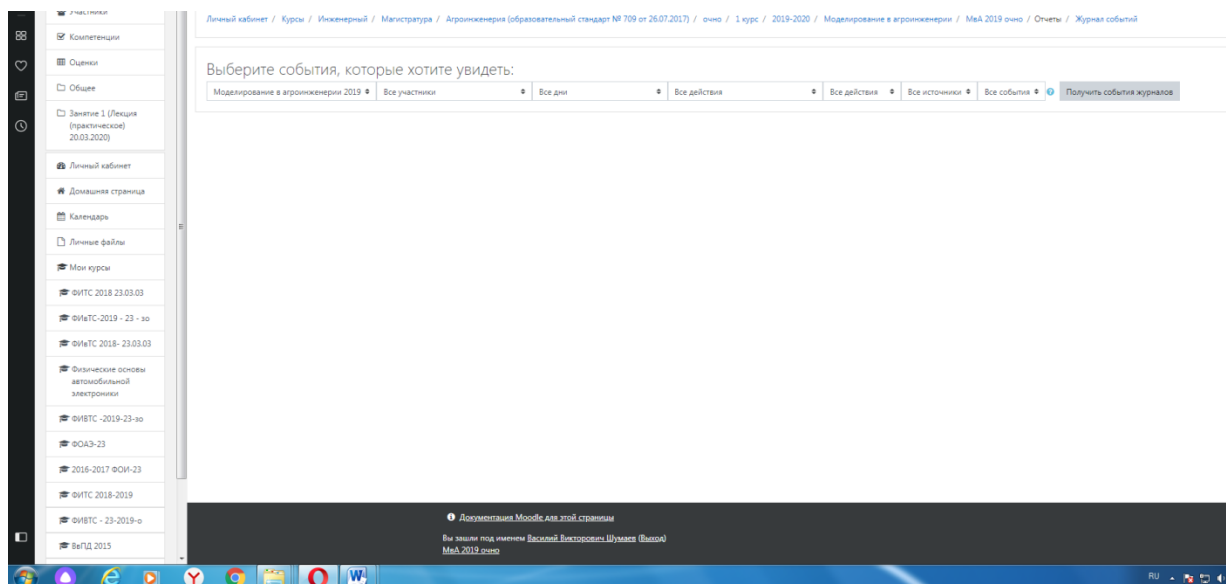 Участники
Личный кабинет / Курсы / Инженерный / Магистратура / Агроинженерия (образовательный стандарт № 709 от 26.07.2017) / очно / 1 курс / 2019-2020 / Моделирование в агроинженерии / МвА 2019 очно / Отчеты / Журнал событий
Компетенции
Оценки
Общее
Занятие 1 (Лекция
(практическое)
20.03.2020)
Выберите события, которые хотите увидеть:
Моделирование в агроинженерии 2019 Все участники Все дни Все действия Все действия Все источники Все события Получить события журналов
Личный кабинет
Домашняя страница
Календарь
Личные файлы
Мои курсы
ФИТС 2018 23.03.03
ФИвТС-2019 - 23 - зо
ФИвТС 2018- 23.03.03
Физические основы
автомобильной
электроники
ФИВТС -2019-23-зо
ФОАЭ-23
2016-2017 ФОИ-23
ФИТС 2018-2019
ФИВТС - 23-2019-о
ВеПД 2015
Документация Moodle для этой страницы
Вы зашли под именем Василий Викторович Шумаев (Выход)
МвА 2019 очно
RU